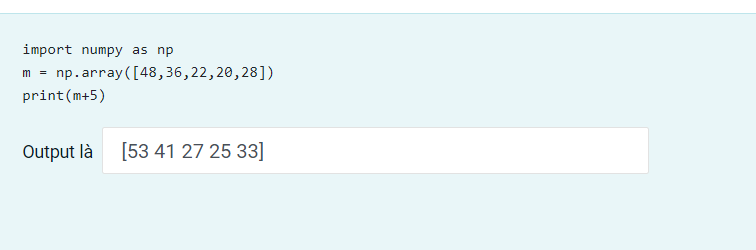 import numpy as np
m = np.array([48,36,22,20,28])
print(m+5)
Output là [53 41 27 25 33]